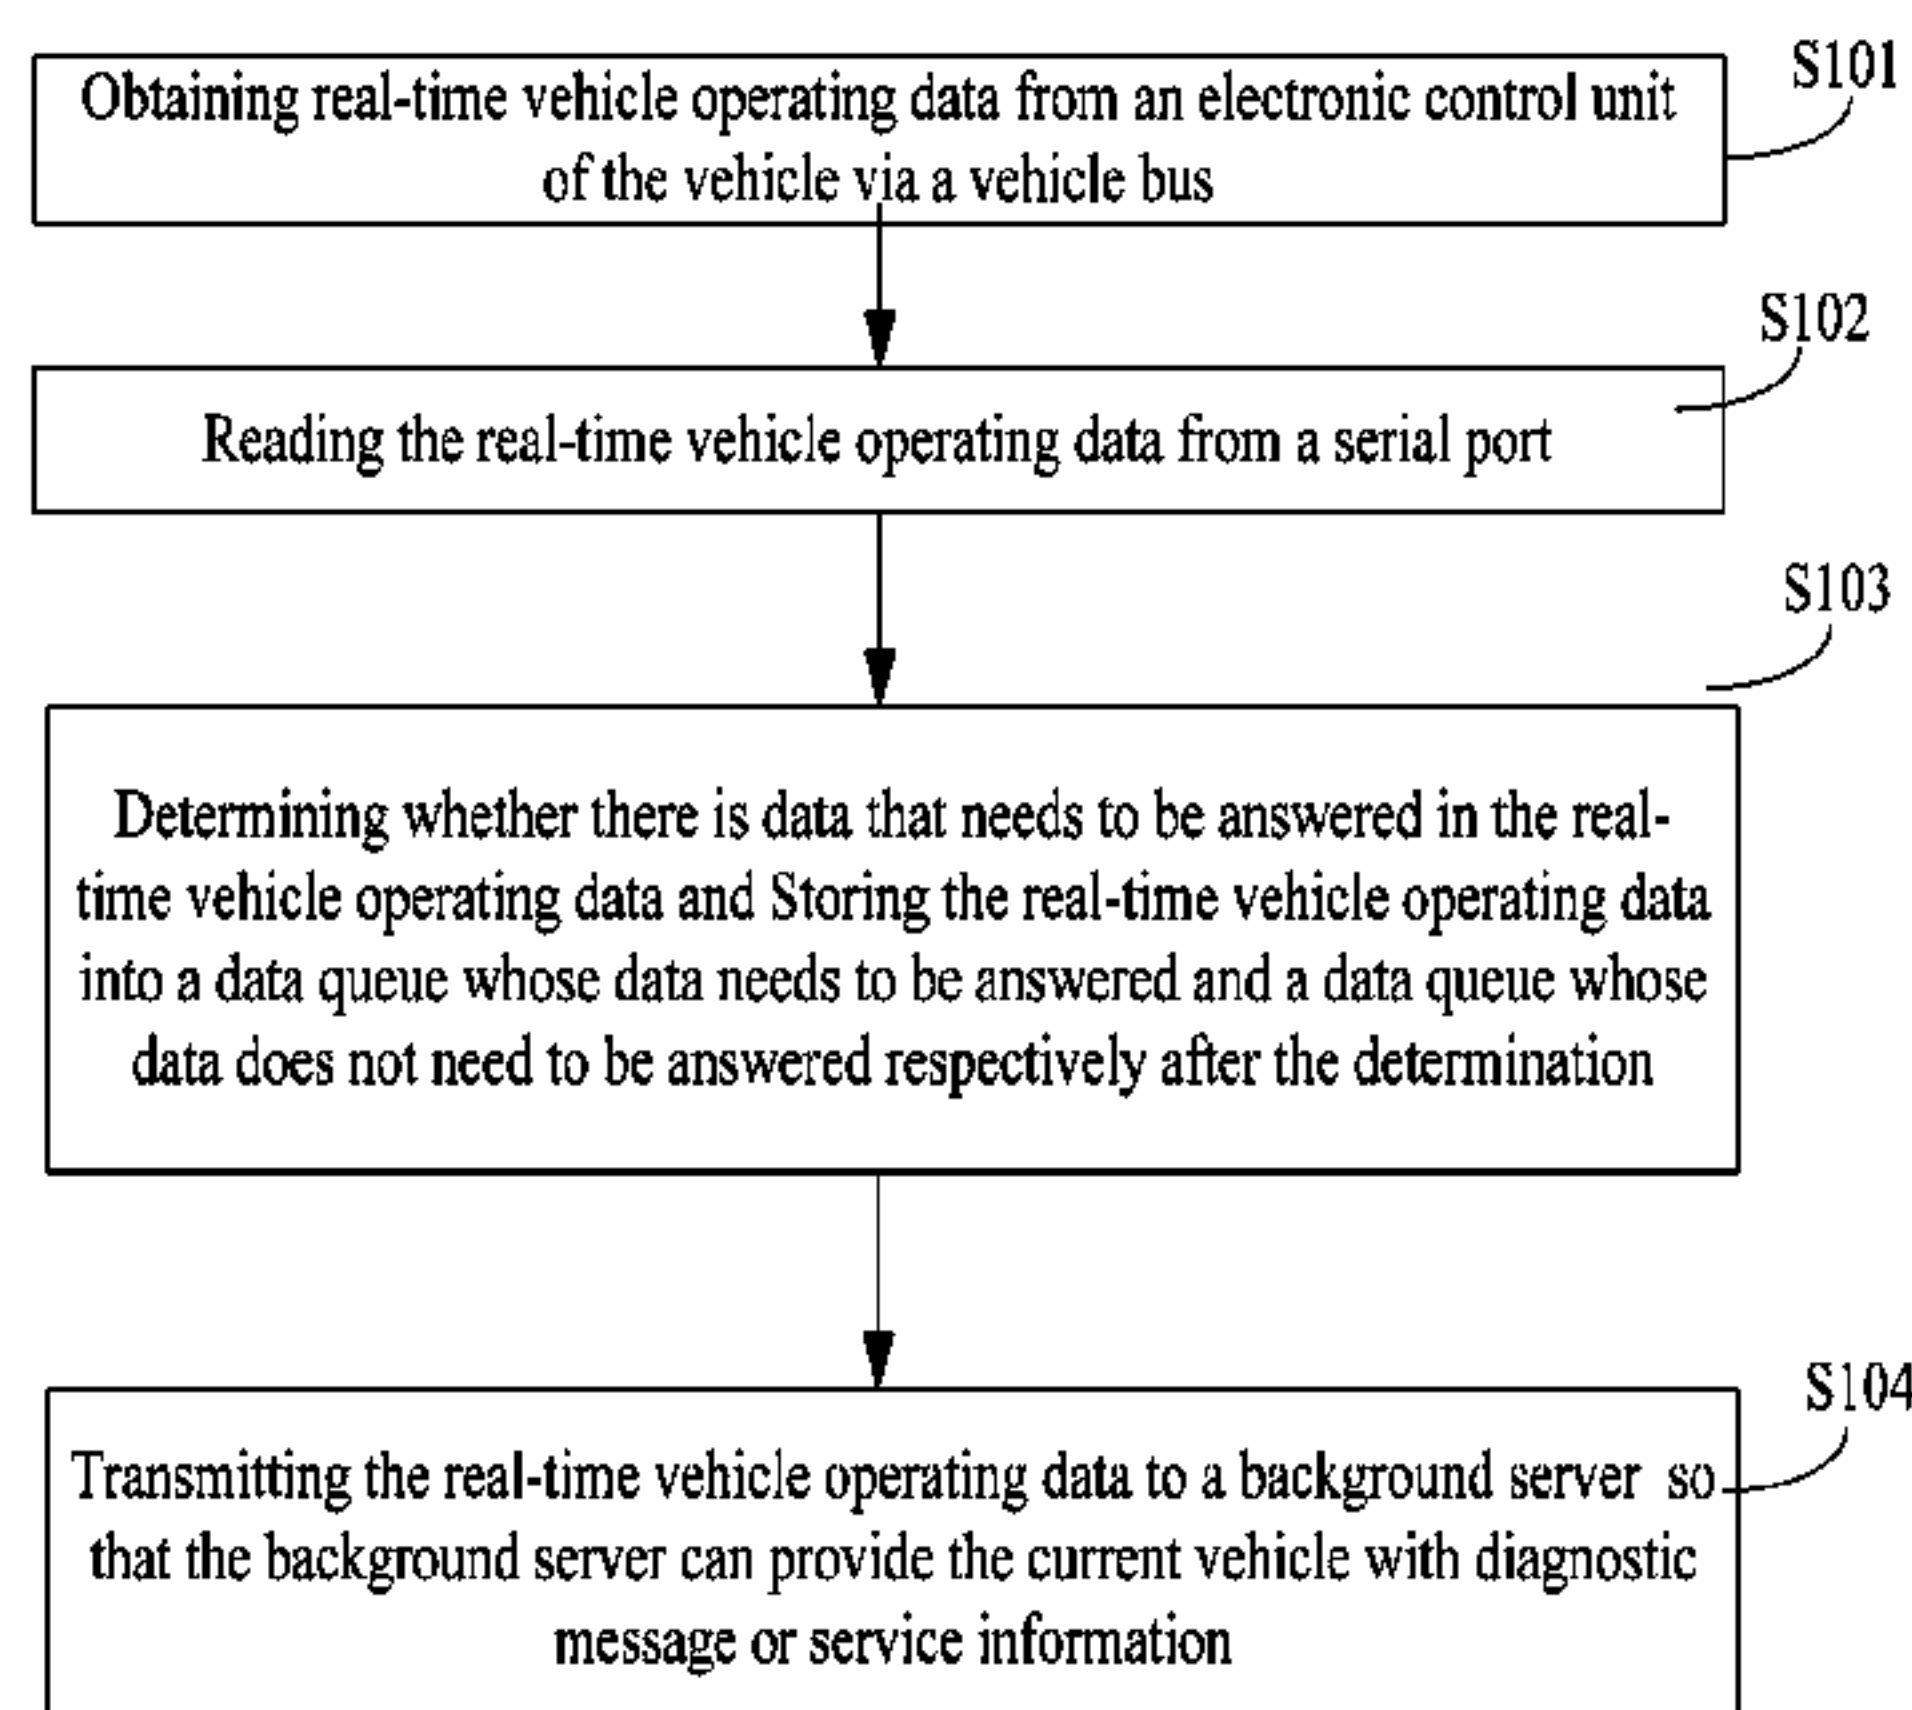 S101
Obtaining real-time vehicle operating data from an electronic control unit
of the vehicle via a vehicle bus
S102
Reading the real-time vehicle operating data from a serial port
S103
Determining whether there is data that needs to be answered in the real-
time vehicle operating data and Storing the real-time vehicle operating data
into a data queue whose data needs to be answered and a data queue whose
data does not need to be answered respectively after the determination
S104
Transmitting the real-time vehicle operating data to a background server so
that the background server can provide the current vehicle with diagnostic
message or service information